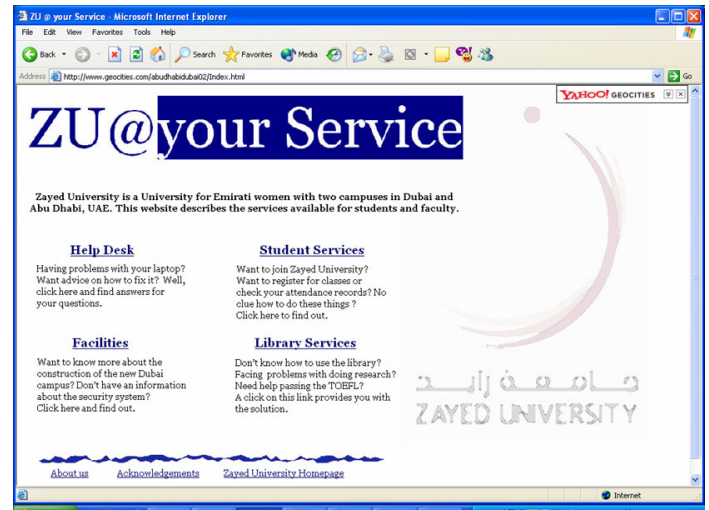 ZU @ your Service - Microsoft Internet Explorer
File Edit View Favorites Tools Help
Back Search Favorites Media
Address http://www.geocities.com/abudhabidubai02/Index.html Go
YAHOO! GEOCITIES
ZU@your Service
Zayed University is a University for Emirati women with two campuses in Dubai and
Abu Dhabi, UAE. This website describes the services available for students and faculty.
Help Desk
Having problems with your laptop?
Want advice on how to fix it? Well,
click here and find answers for
your questions.
Student Services
Want to join Zayed University?
Want to register for classes or
check your attendance records? No
clue how to do these things ?
Click here to find out.
Facilities
Want to know more about the
construction of the new Dubai
campus? Don't have an information
about the security system?
Click here and find out.
Library Services
Don't know how to use the library?
Facing problems with doing research?
Need help passing the TOEFL?
A click on this link provides you with
the solution.
جامعة زايد
ZAYED UNIVERSITY
About us Acknowledgements Zayed University Homepage
Internet